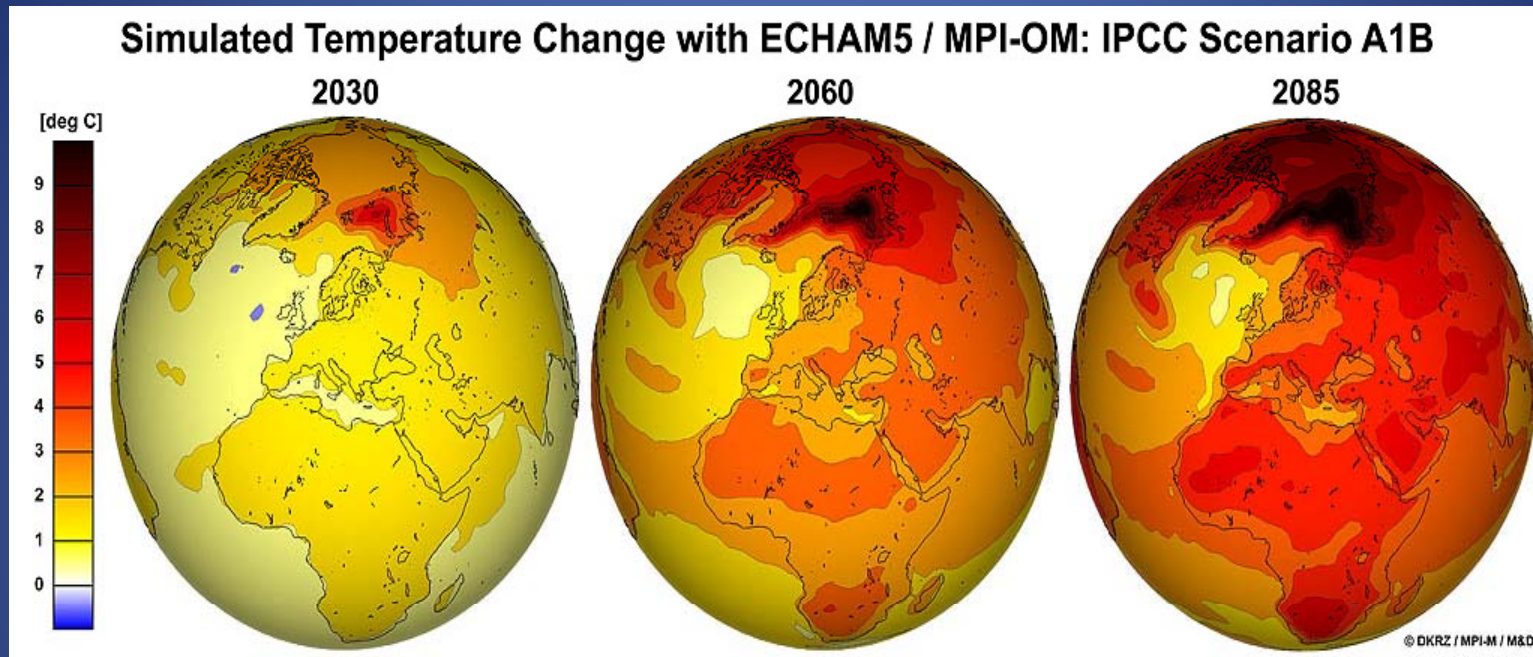 Simulated Temperature Change with ECHAM5 / MPI-OM: IPCC Scenario A1B
2030 2060 2085
[deg C]
9
8
7
6
5
4
3
2
1
0
© DKRZ / MPI-M / M&D